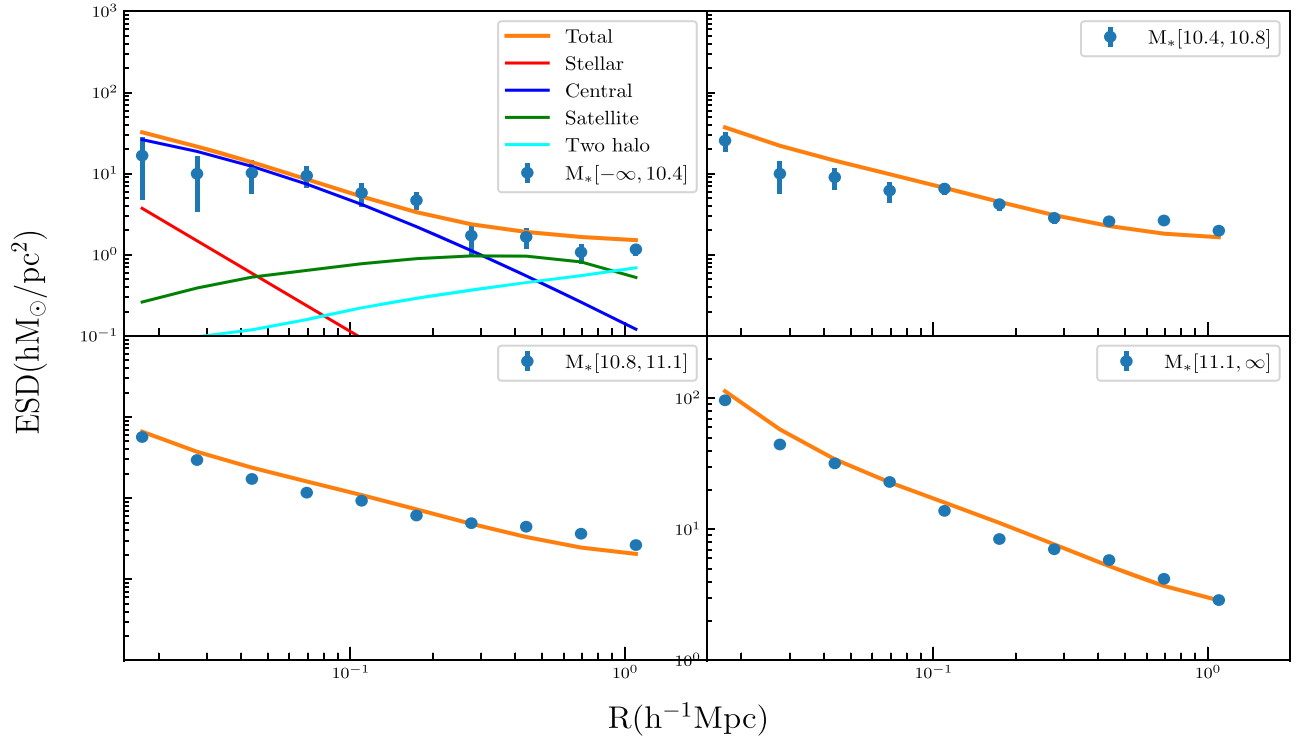 10³
10²
10¹
10⁰
10⁻¹
Total
Stellar
Central
Satellite
Two halo
M∗[−∞, 10.4]
M∗[10.4, 10.8]
M∗[10.8, 11.1]
M∗[11.1, ∞]
10²
10¹
10⁰
10⁻¹
10⁰
10⁻¹
10⁰
ESD(hM⊙/pc²)
R(h⁻¹Mpc)